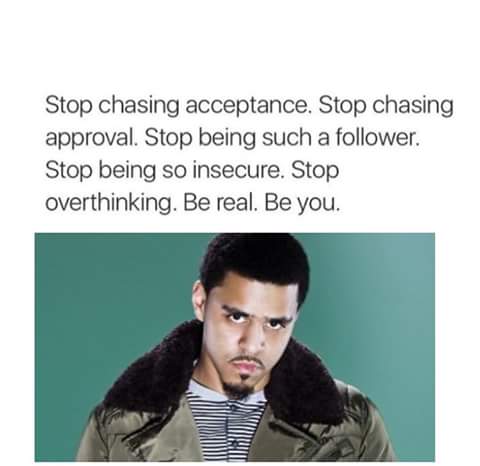 Stop chasing acceptance. Stop chasing
approval. Stop being such a follower.
Stop being so insecure. Stop
overthinking. Be real. Be you.